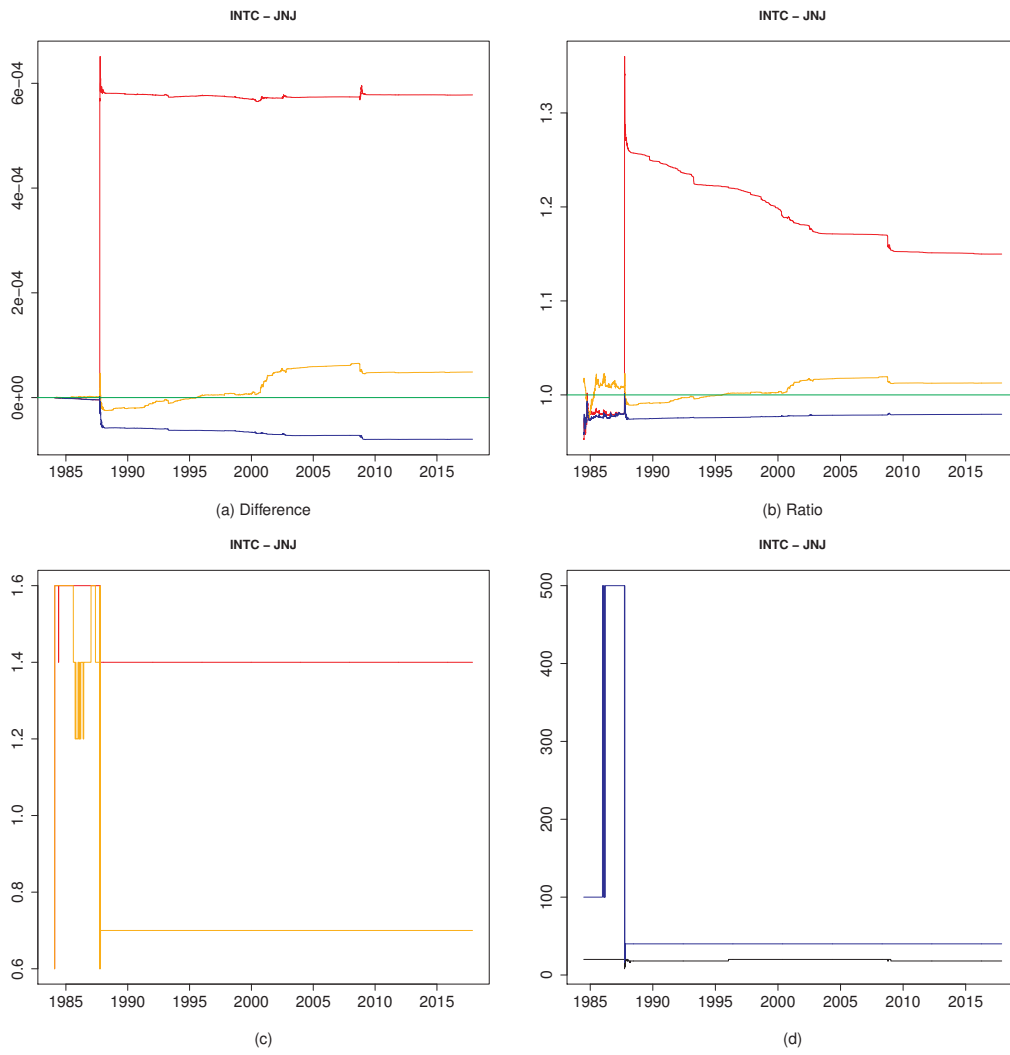 INTC – JNJ
6e−04
4e−04
2e−04
0e+00
1985 1990 1995 2000 2005 2010 2015
(a) Difference
INTC – JNJ
1.3
1.2
1.1
1.0
1985 1990 1995 2000 2005 2010 2015
(b) Ratio
INTC – JNJ
1.6
1.4
1.2
1.0
0.8
0.6
1985 1990 1995 2000 2005 2010 2015
(c)
INTC – JNJ
500
400
300
200
100
0
1985 1990 1995 2000 2005 2010 2015
(d)